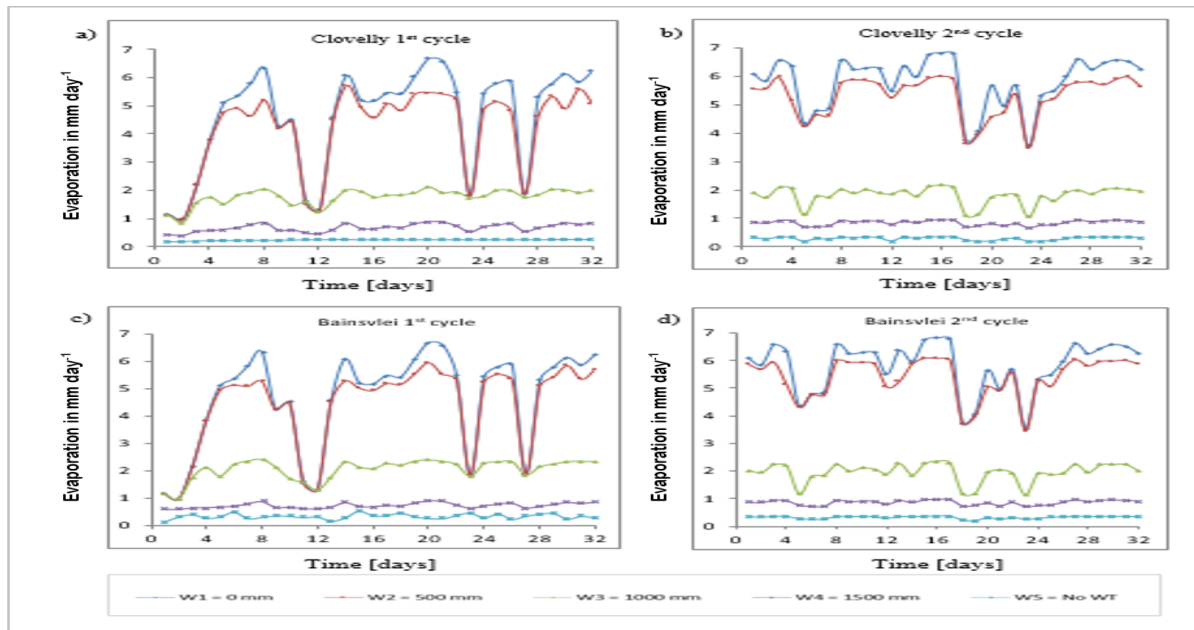 a)
Clovelly 1st cycle
Evaporation in mm day-1
7
6
5
4
3
2
1
0
0 4 8 12 16 20 24 28 32
Time [days]
b)
Clovelly 2nd cycle
Evaporation in mm day-1
7
6
5
4
3
2
1
0
0 4 8 12 16 20 24 28 32
Time [days]
c)
Bainsvlei 1st cycle
Evaporation in mm day-1
7
6
5
4
3
2
1
0
0 4 8 12 16 20 24 28 32
Time [days]
d)
Bainsvlei 2nd cycle
Evaporation in mm day-1
7
6
5
4
3
2
1
0
0 4 8 12 16 20 24 28 32
Time [days]
W1 = 0 mm W2 = 500 mm W3 = 1000 mm W4 = 1500 mm W5 = No WT